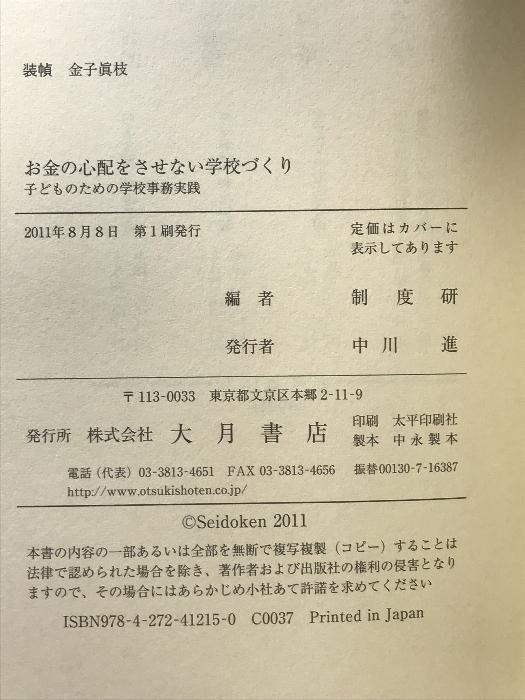 装幀　金子眞枝
お金の心配をさせない学校づくり
子どものための学校事務実践
2011年8月8日　第1刷発行
定価はカバーに
表示してあります
編　者　制　度　研
発行者　中　川　　進
〒113-0033　東京都文京区本郷2-11-9
発行所　株式会社　大　月　書　店
印刷　太平印刷社
製本　中永製本
電話（代表）03-3813-4651　FAX 03-3813-4656　振替00130-7-16387
http://www.otsukishoten.co.jp/
©Seidoken 2011
本書の内容の一部あるいは全部を無断で複写複製（コピー）することは
法律で認められた場合を除き、著作者および出版社の権利の侵害となり
ますので、その場合にはあらかじめ小社あて許諾を求めてください
ISBN978-4-272-41215-0　C0037　Printed in Japan